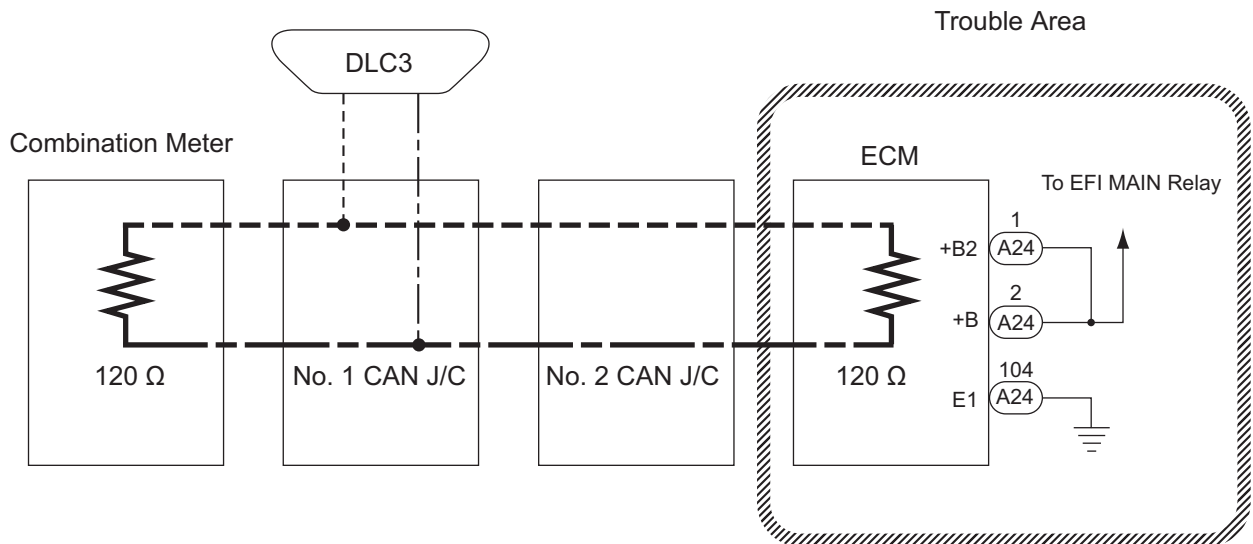 Trouble Area
DLC3
Combination Meter
ECM
To EFI MAIN Relay
1
+B2
A24
2
+B
A24
120 Ω
No. 1 CAN J/C
No. 2 CAN J/C
120 Ω
104
E1
A24